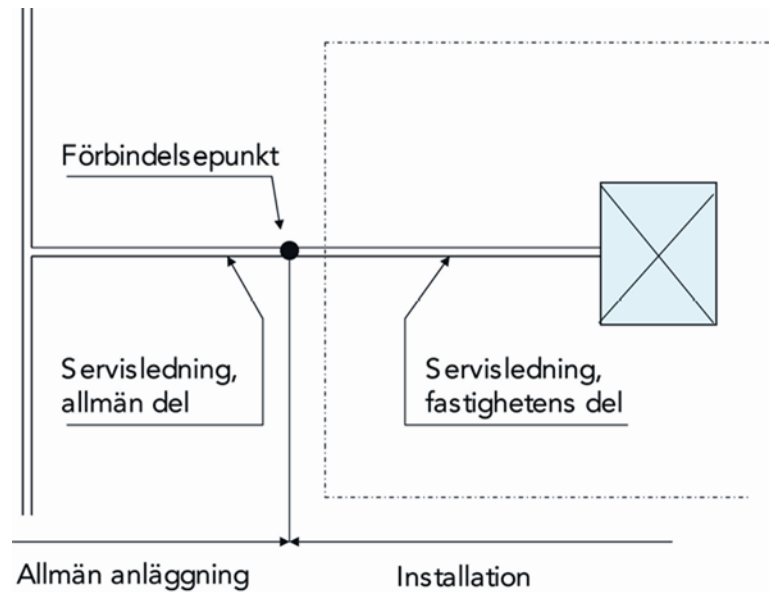 Förbindelsepunkt
Servisledning,
allmän del
Servisledning,
fastighetens del
Allmän anläggning
Installation